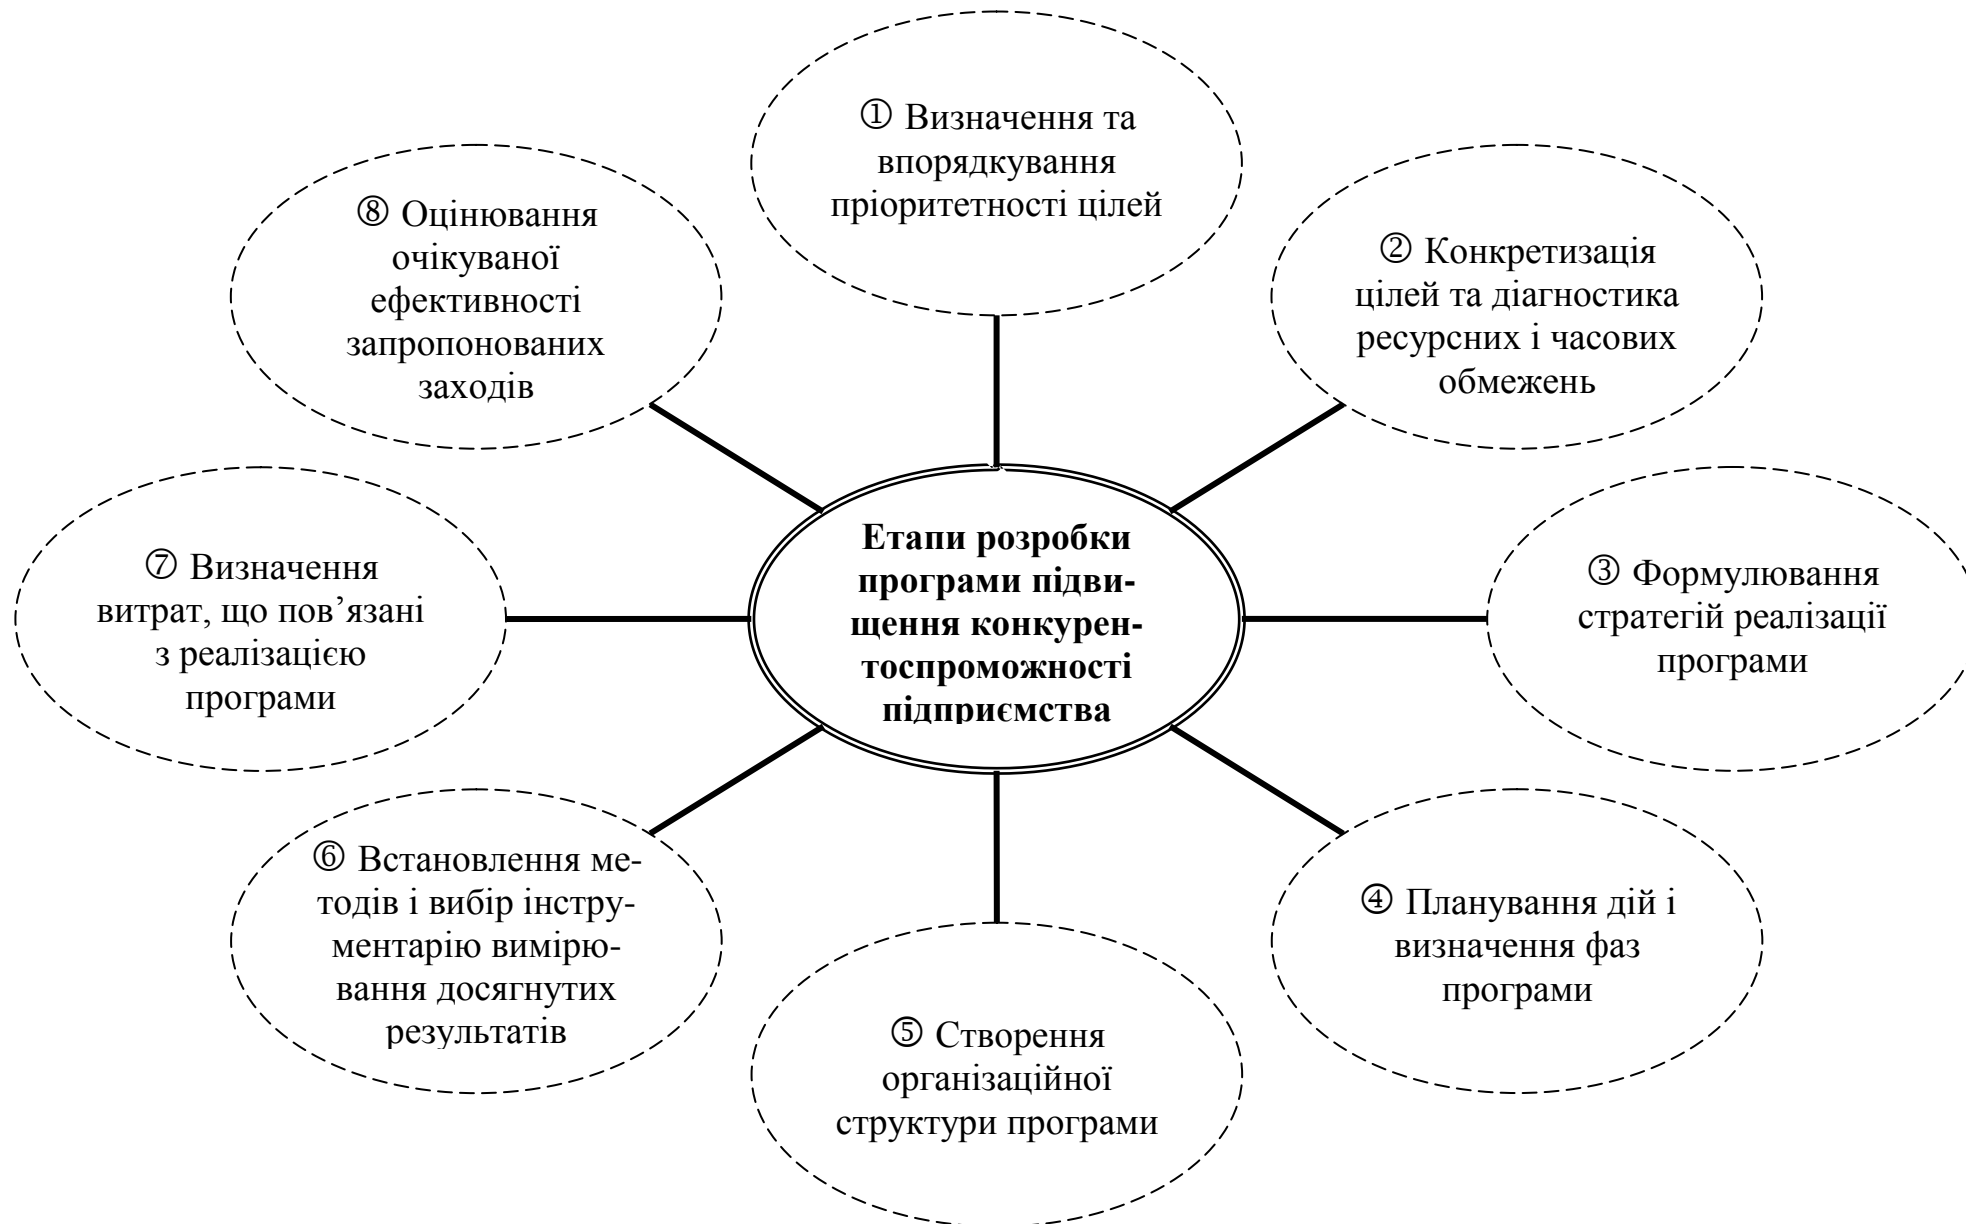 ① Визначення та
впорядкування
пріоритетності цілей
② Конкретизація
цілей та діагностика
ресурсних і часових
обмежень
③ Формулювання
стратегій реалізації
програми
④ Планування дій і
визначення фаз
програми
⑤ Створення
організаційної
структури програми
⑥ Встановлення ме-
тодів і вибір інстру-
ментарію вимірю-
вання досягнутих
результатів
⑦ Визначення
витрат, що пов’язані
з реалізацією
програми
⑧ Оцінювання
очікуваної
ефективності
запропонованих
заходів
Етапи розробки
програми підви-
щення конкурен-
тоспроможності
підприємства